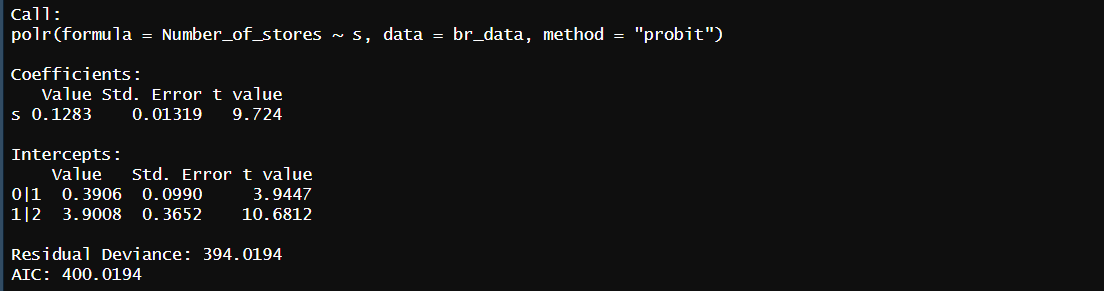 Call:
polr(formula = Number_of_stores ~ s, data = br_data, method = "probit")
Coefficients:
Value Std. Error t value
s 0.1283 0.01319 9.724
Intercepts:
Value Std. Error t value
0|1 0.3906 0.0990 3.9447
1|2 3.9008 0.3652 10.6812
Residual Deviance: 394.0194
AIC: 400.0194